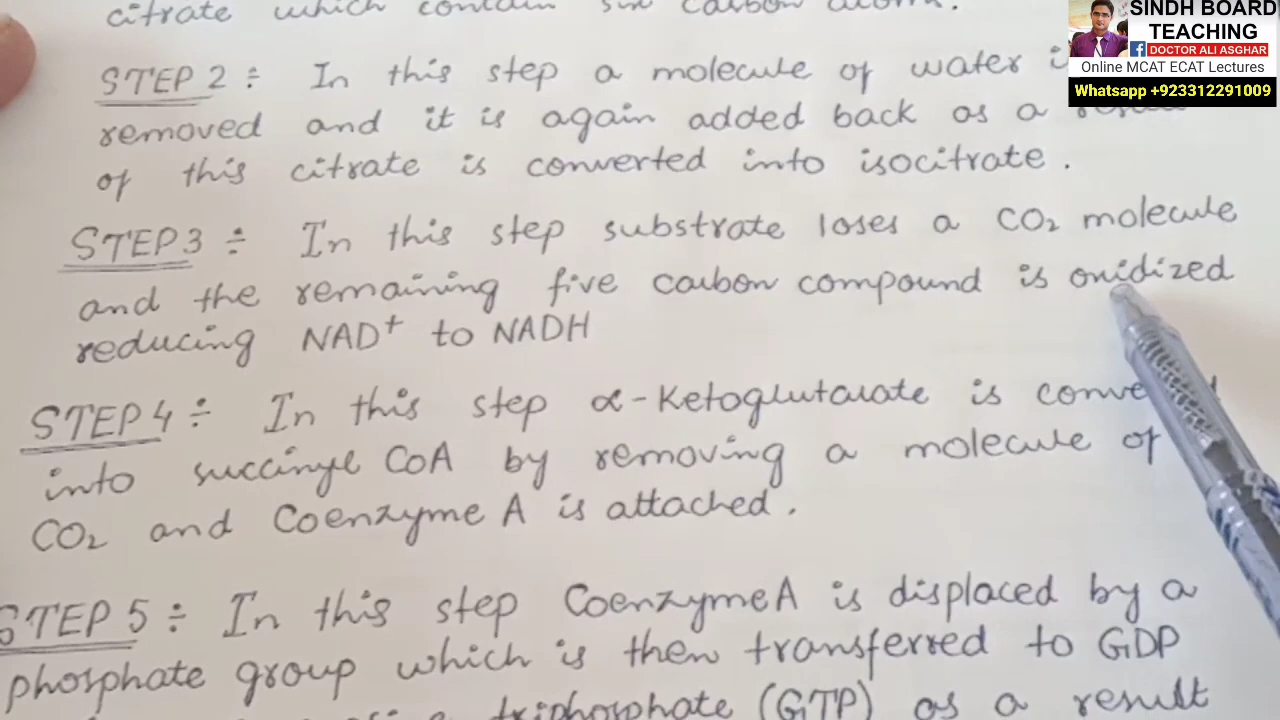 citrate which contain six carbon atoms.
SINDH BOARD
TEACHING
DOCTOR ALI ASGHAR
Online MCAT ECAT Lectures
Whatsapp +923312291009
STEP 2 ÷ In this step a molecule of water
removed and it is again added back as a result
of this citrate is converted into isocitrate.
STEP3 ÷ In this step substrate loses a CO₂ molecule
and the remaining five carbon compound is oxidized
reducing NAD⁺ to NADH
STEP 4 ÷ In this step α-Ketoglutarate is
into succinyl CoA by removing a molecule of
CO₂ and Coenzyme A is attached.
STEP 5 ÷ In this step CoenzymeA is displaced by a
phosphate group which is then transferred to GDP
triphosphate (GTP) as a result